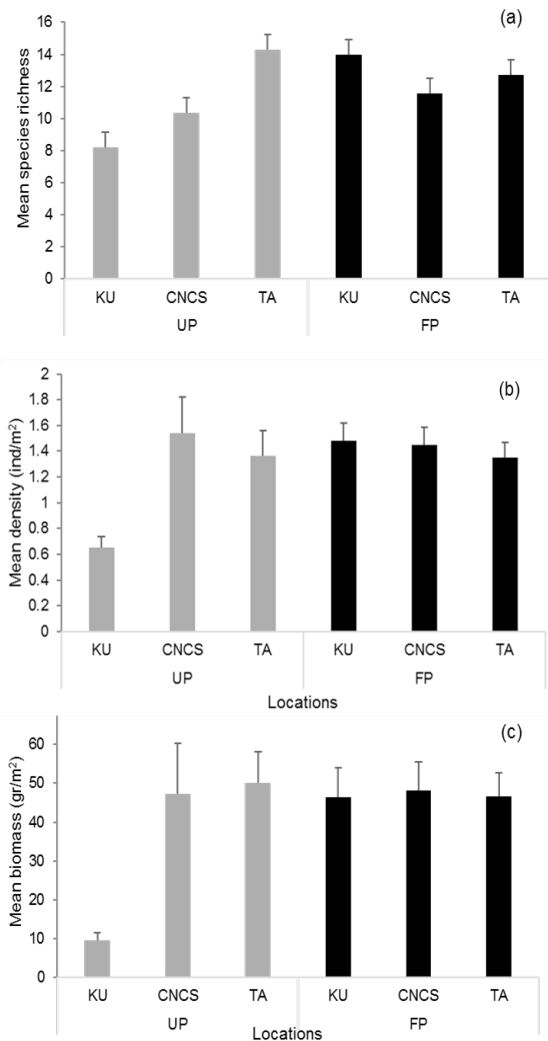 (a)
Mean species richness
16
14
12
10
8
6
4
2
0
KU CNCS TA KU CNCS TA
UP FP
(b)
Mean density (ind/m²)
2
1.8
1.6
1.4
1.2
1
0.8
0.6
0.4
0.2
0
KU CNCS TA KU CNCS TA
UP FP
Locations
(c)
Mean biomass (gr/m²)
60
50
40
30
20
10
0
KU CNCS TA KU CNCS TA
UP FP
Locations